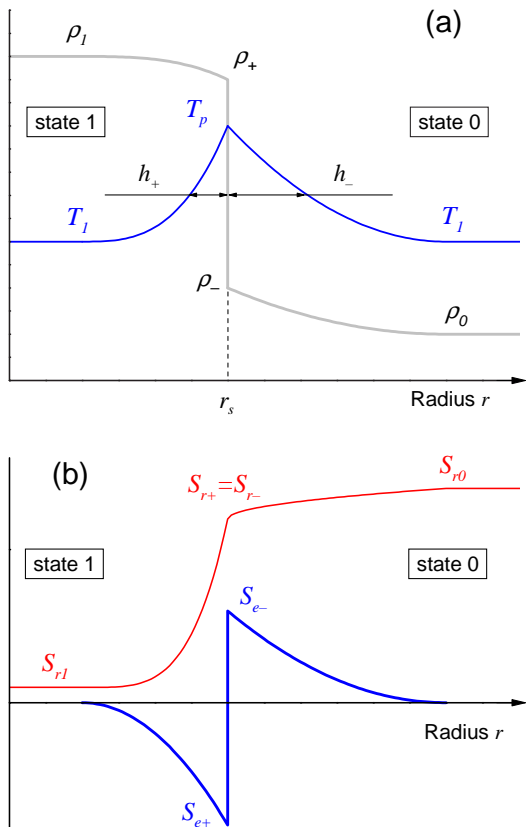 ρ1
(a)
ρ+
Tp
state 1
state 0
h+
h−
T1
T1
ρ−
ρ0
rs
Radius r
(b)
Sr+=Sr−
Sr0
state 1
state 0
Se−
Sr1
Radius r
Se+